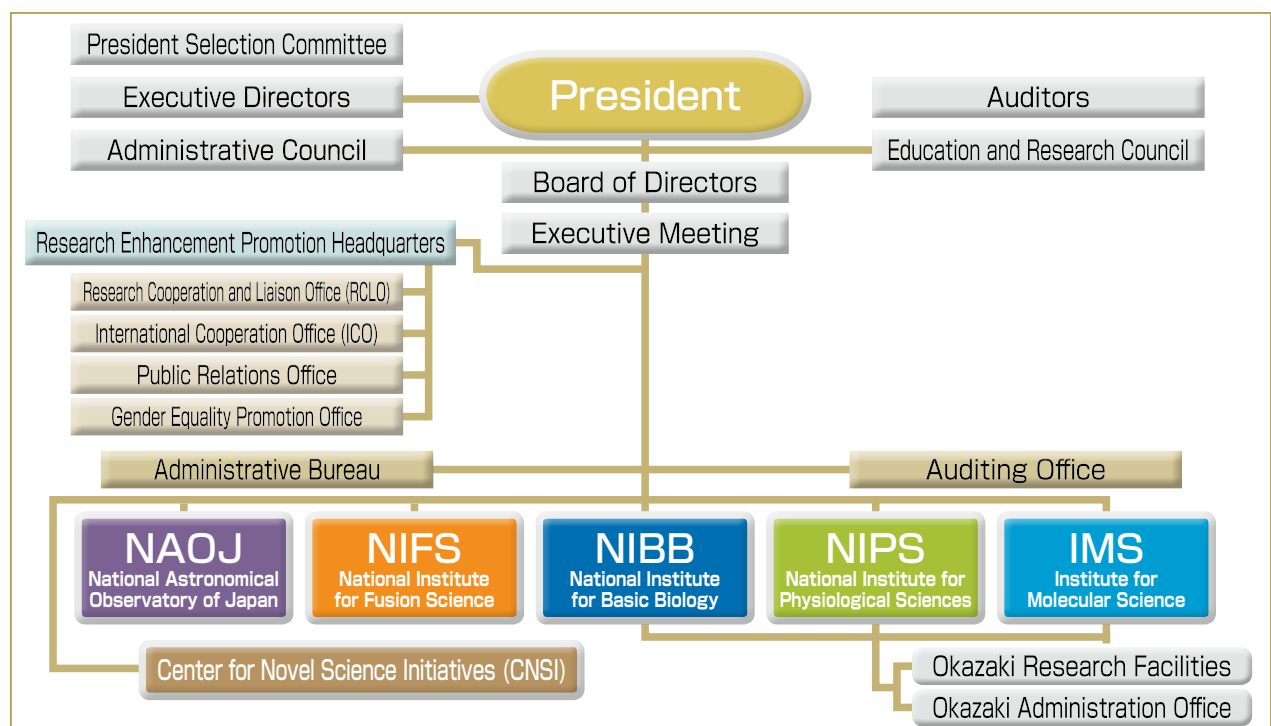 President Selection Committee
Executive Directors
President
Auditors
Administrative Council
Education and Research Council
Board of Directors
Executive Meeting
Research Enhancement Promotion Headquarters
Research Cooperation and Liaison Office (RCLO)
International Cooperation Office (ICO)
Public Relations Office
Gender Equality Promotion Office
Administrative Bureau
Auditing Office
NAOJ
National Astronomical
Observatory of Japan
NIFS
National Institute
for Fusion Science
NIBB
National Institute
for Basic Biology
NIPS
National Institute for
Physiological Sciences
IMS
Institute for
Molecular Science
Center for Novel Science Initiatives (CNSI)
Okazaki Research Facilities
Okazaki Administration Office